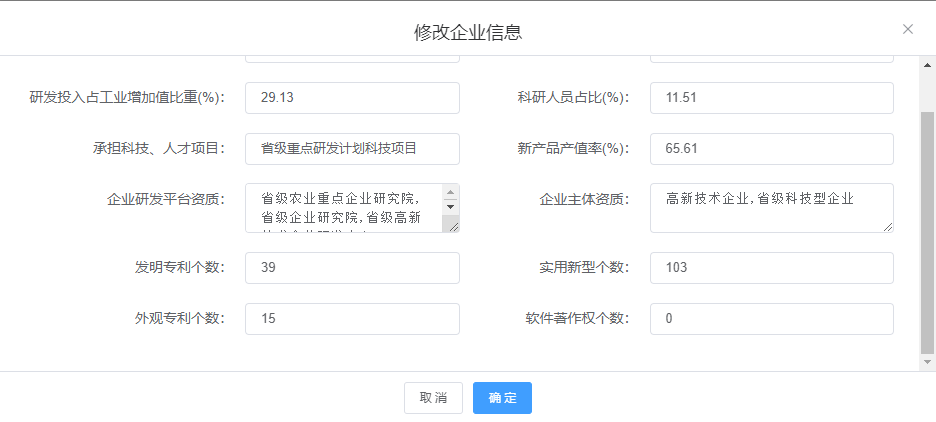 修改企业信息
研发投入占工业增加值比重(%): 29.13 科研人员占比(%): 11.51
承担科技、人才项目: 省级重点研发计划科技项目 新产品产值率(%): 65.61
企业研发平台资质: 省级农业重点企业研究院, 企业主体资质: 高新技术企业,省级科技型企业
省级企业研究院,省级高新
发明专利个数: 39 实用新型个数: 103
外观专利个数: 15 软件著作权个数: 0
取消 确定